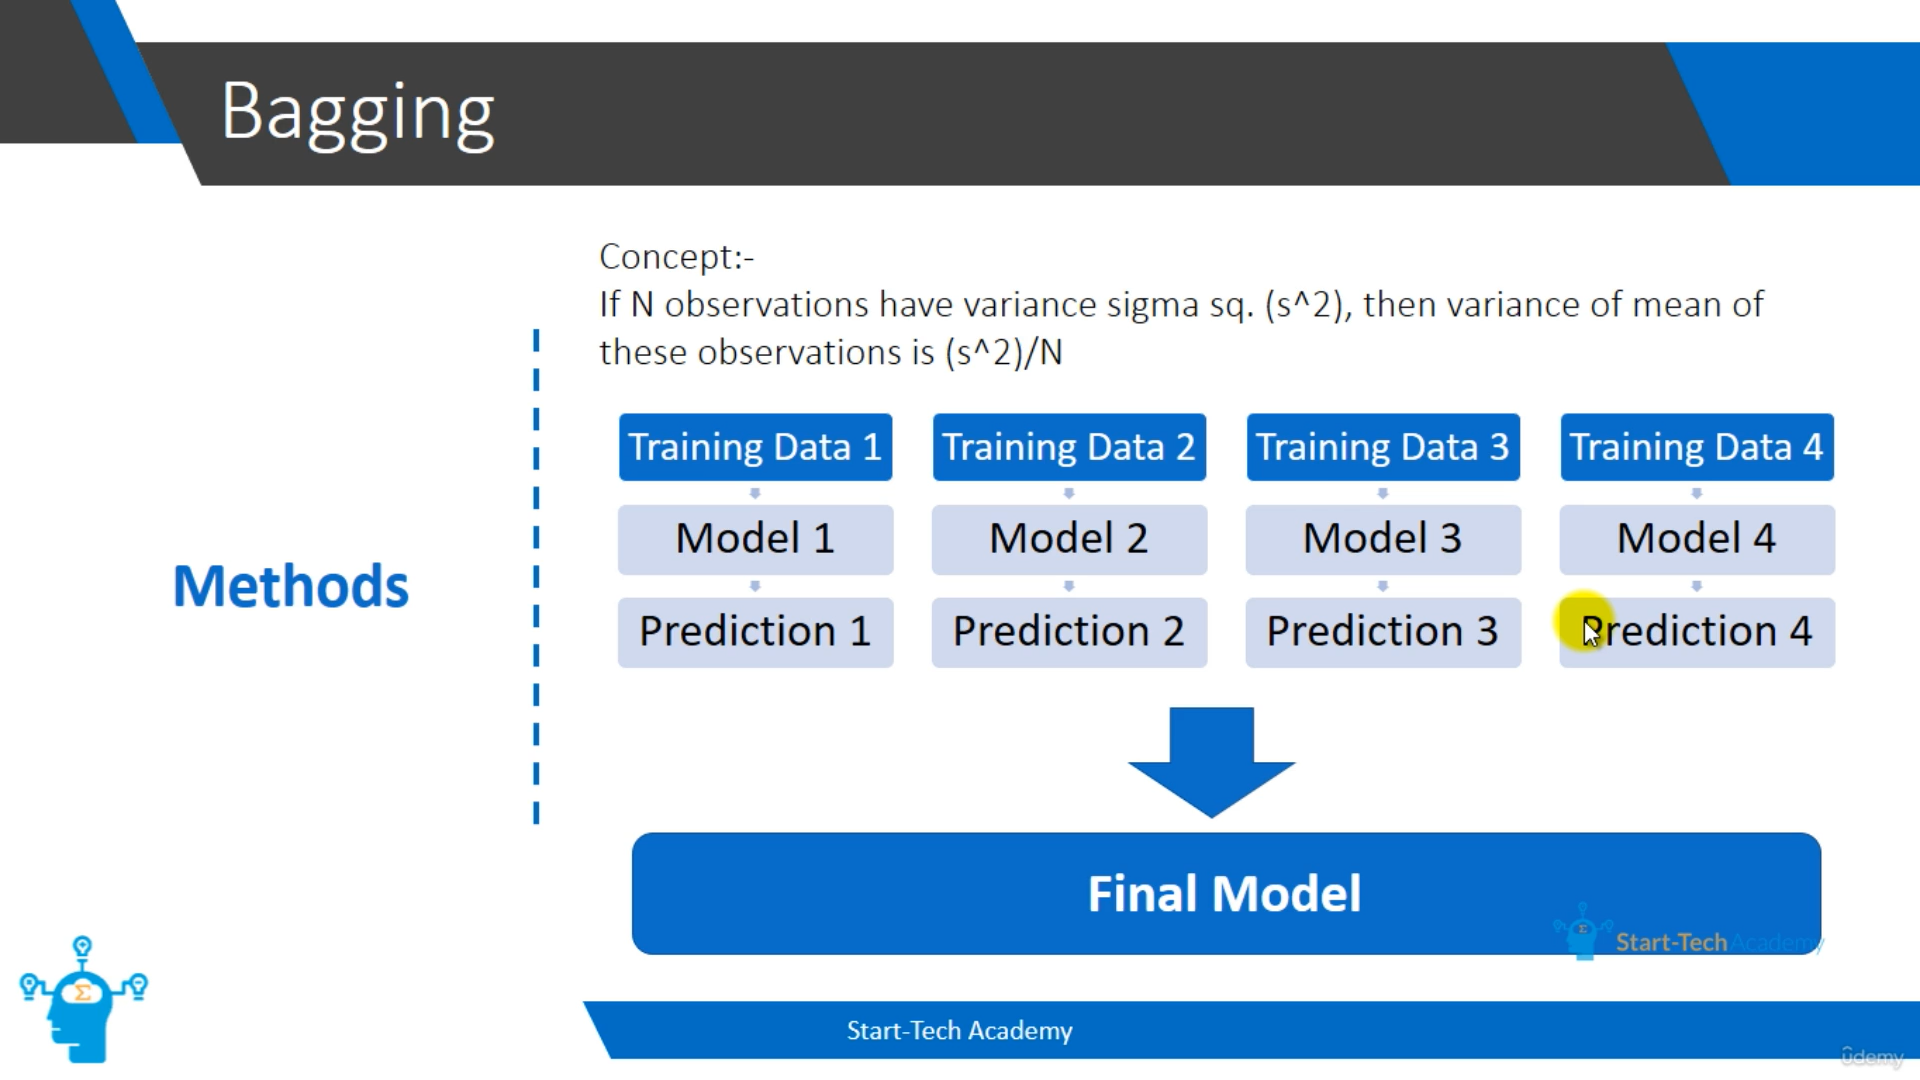 Bagging
Concept:-
If N observations have variance sigma sq. (s^2), then variance of mean of
these observations is (s^2)/N
Methods
Training Data 1
Training Data 2
Training Data 3
Training Data 4
Model 1
Model 2
Model 3
Model 4
Prediction 1
Prediction 2
Prediction 3
Prediction 4
Final Model
Σ
Start-Tech Academy
Σ
Start-Tech Academy
ûdemy